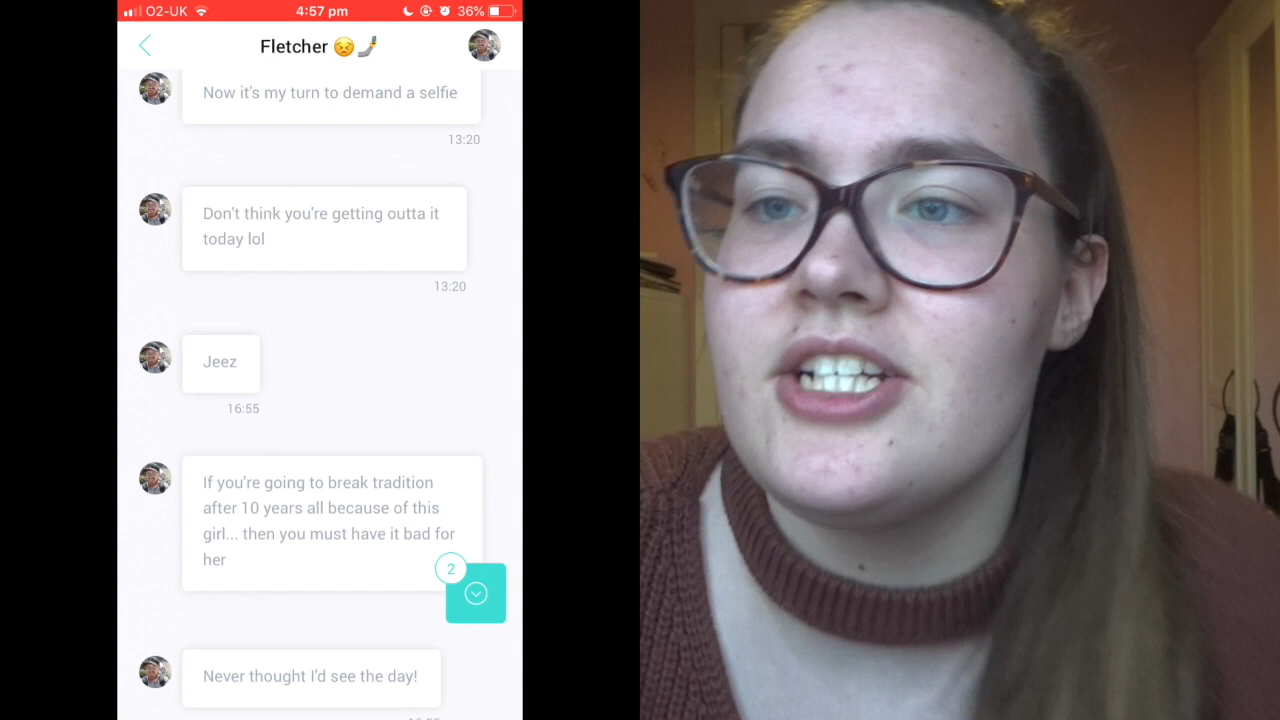 O2-UK
4:57 pm
36%
Fletcher 😣🤳
Now it's my turn to demand a selfie
13:20
Don't think you're getting outta it
today lol
13:20
Jeez
16:55
If you're going to break tradition
after 10 years all because of this
girl... then you must have it bad for
her
2
Never thought I'd see the day!